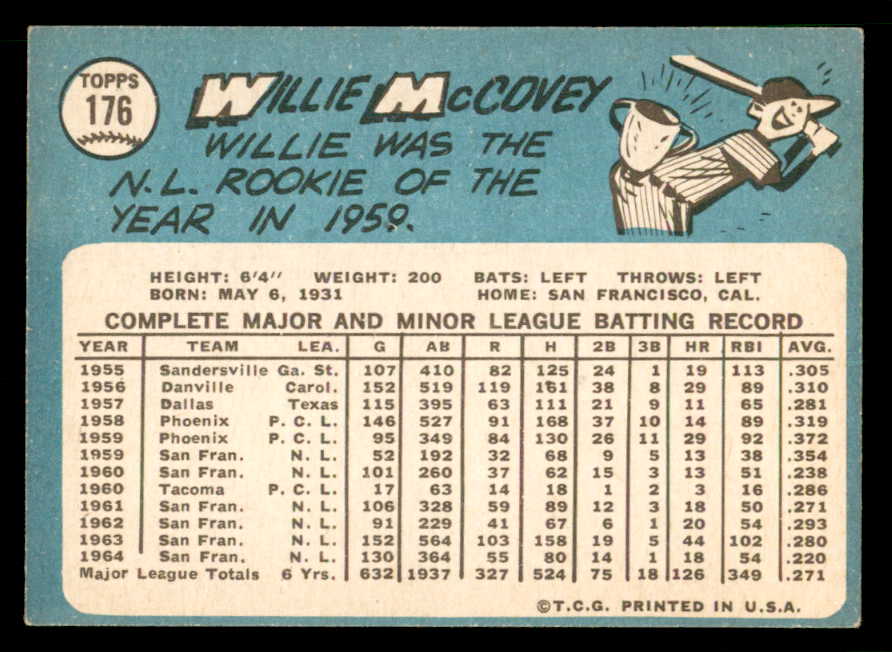 TOPPS
176
WILLIE McCOVEY
WILLIE WAS THE
N.L. ROOKIE OF THE
YEAR IN 1959.
HEIGHT: 6'4" WEIGHT: 200 BATS: LEFT THROWS: LEFT
BORN: MAY 6, 1931 HOME: SAN FRANCISCO, CAL.
COMPLETE MAJOR AND MINOR LEAGUE BATTING RECORD
YEAR TEAM LEA. G AB R H 2B 3B HR RBI AVG.
1955 Sandersville Ga. St. 107 410 82 125 24 1 19 113 .305
1956 Danville Carol. 152 519 119 161 38 8 29 89 .310
1957 Dallas Texas 115 395 63 111 21 9 11 65 .281
1958 Phoenix P. C. L. 146 527 91 168 37 10 14 89 .319
1959 Phoenix P. C. L. 95 349 84 130 26 11 29 92 .372
1959 San Fran. N. L. 52 192 32 68 9 5 13 38 .354
1960 San Fran. N. L. 101 260 37 62 15 3 13 51 .238
1960 Tacoma P. C. L. 17 63 14 18 1 2 3 16 .286
1961 San Fran. N. L. 106 328 59 89 12 3 18 50 .271
1962 San Fran. N. L. 91 229 41 67 6 1 20 54 .293
1963 San Fran. N. L. 152 564 103 158 19 5 44 102 .280
1964 San Fran. N. L. 130 364 55 80 14 1 18 54 .220
Major League Totals 6 Yrs. 632 1937 327 524 75 18 126 349 .271
©T.C.G. PRINTED IN U.S.A.